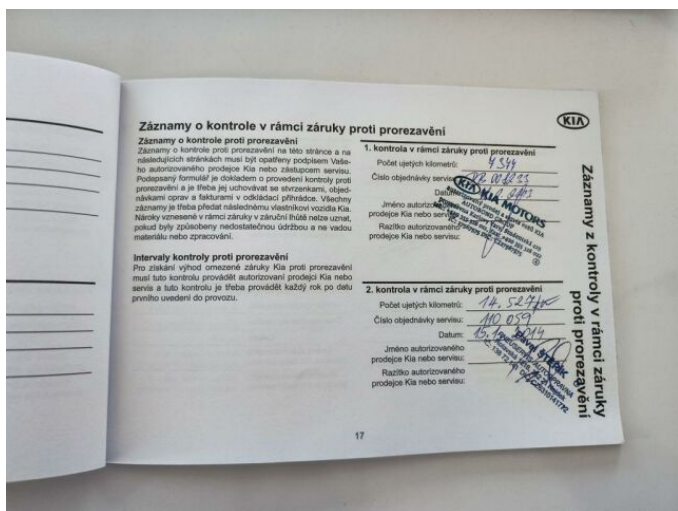 Záznamy o kontrole v rámci záruky proti prorezavění
Záznamy o kontrole proti prorezavění
Záznamy o kontrole proti prorezavění na této stránce a na
následujících stránkách musí být opatřeny podpisem Vaše-
ho autorizovaného prodejce Kia nebo zástupcem servisu.
Podepsaný formulář je dokladem o provedení kontroly proti
prorezavění a je třeba jej uchovávat se stvrzenkami, objed-
návkami oprav a fakturami v odkládací přihrádce. Všechny
záznamy je třeba předat následnému vlastníkovi vozidla Kia.
Nároky vznesené v rámci záruky v záruční lhůtě nelze uznat,
pokud byly způsobeny nedostatečnou údržbou a ne vadou
materiálu nebo zpracování.
Intervaly kontroly proti prorezavění
Pro získání výhod omezené záruky Kia proti prorezavění
musí tuto kontrolu provádět autorizovaní prodejci Kia nebo
servis a tuto kontrolu je třeba provádět každý rok po datu
prvního uvedení do provozu.
1. kontrola v rámci záruky proti prorezavění
Počet ujetých kilometrů:
Číslo objednávky servisu:
Datum:
Jméno autorizovaného
prodejce Kia nebo servisu:
Razítko autorizovaného
prodejce Kia nebo servisu:
KIA KIA MOTORS
2. kontrola v rámci záruky proti prorezavění
Počet ujetých kilometrů: 14.527
Číslo objednávky servisu: 110 059
Datum: 2014
Jméno autorizovaného
prodejce Kia nebo servisu:
Razítko autorizovaného
prodejce Kia nebo servisu:
KIA
Záznamy z kontroly v rámci záruky
proti prorezavění
17